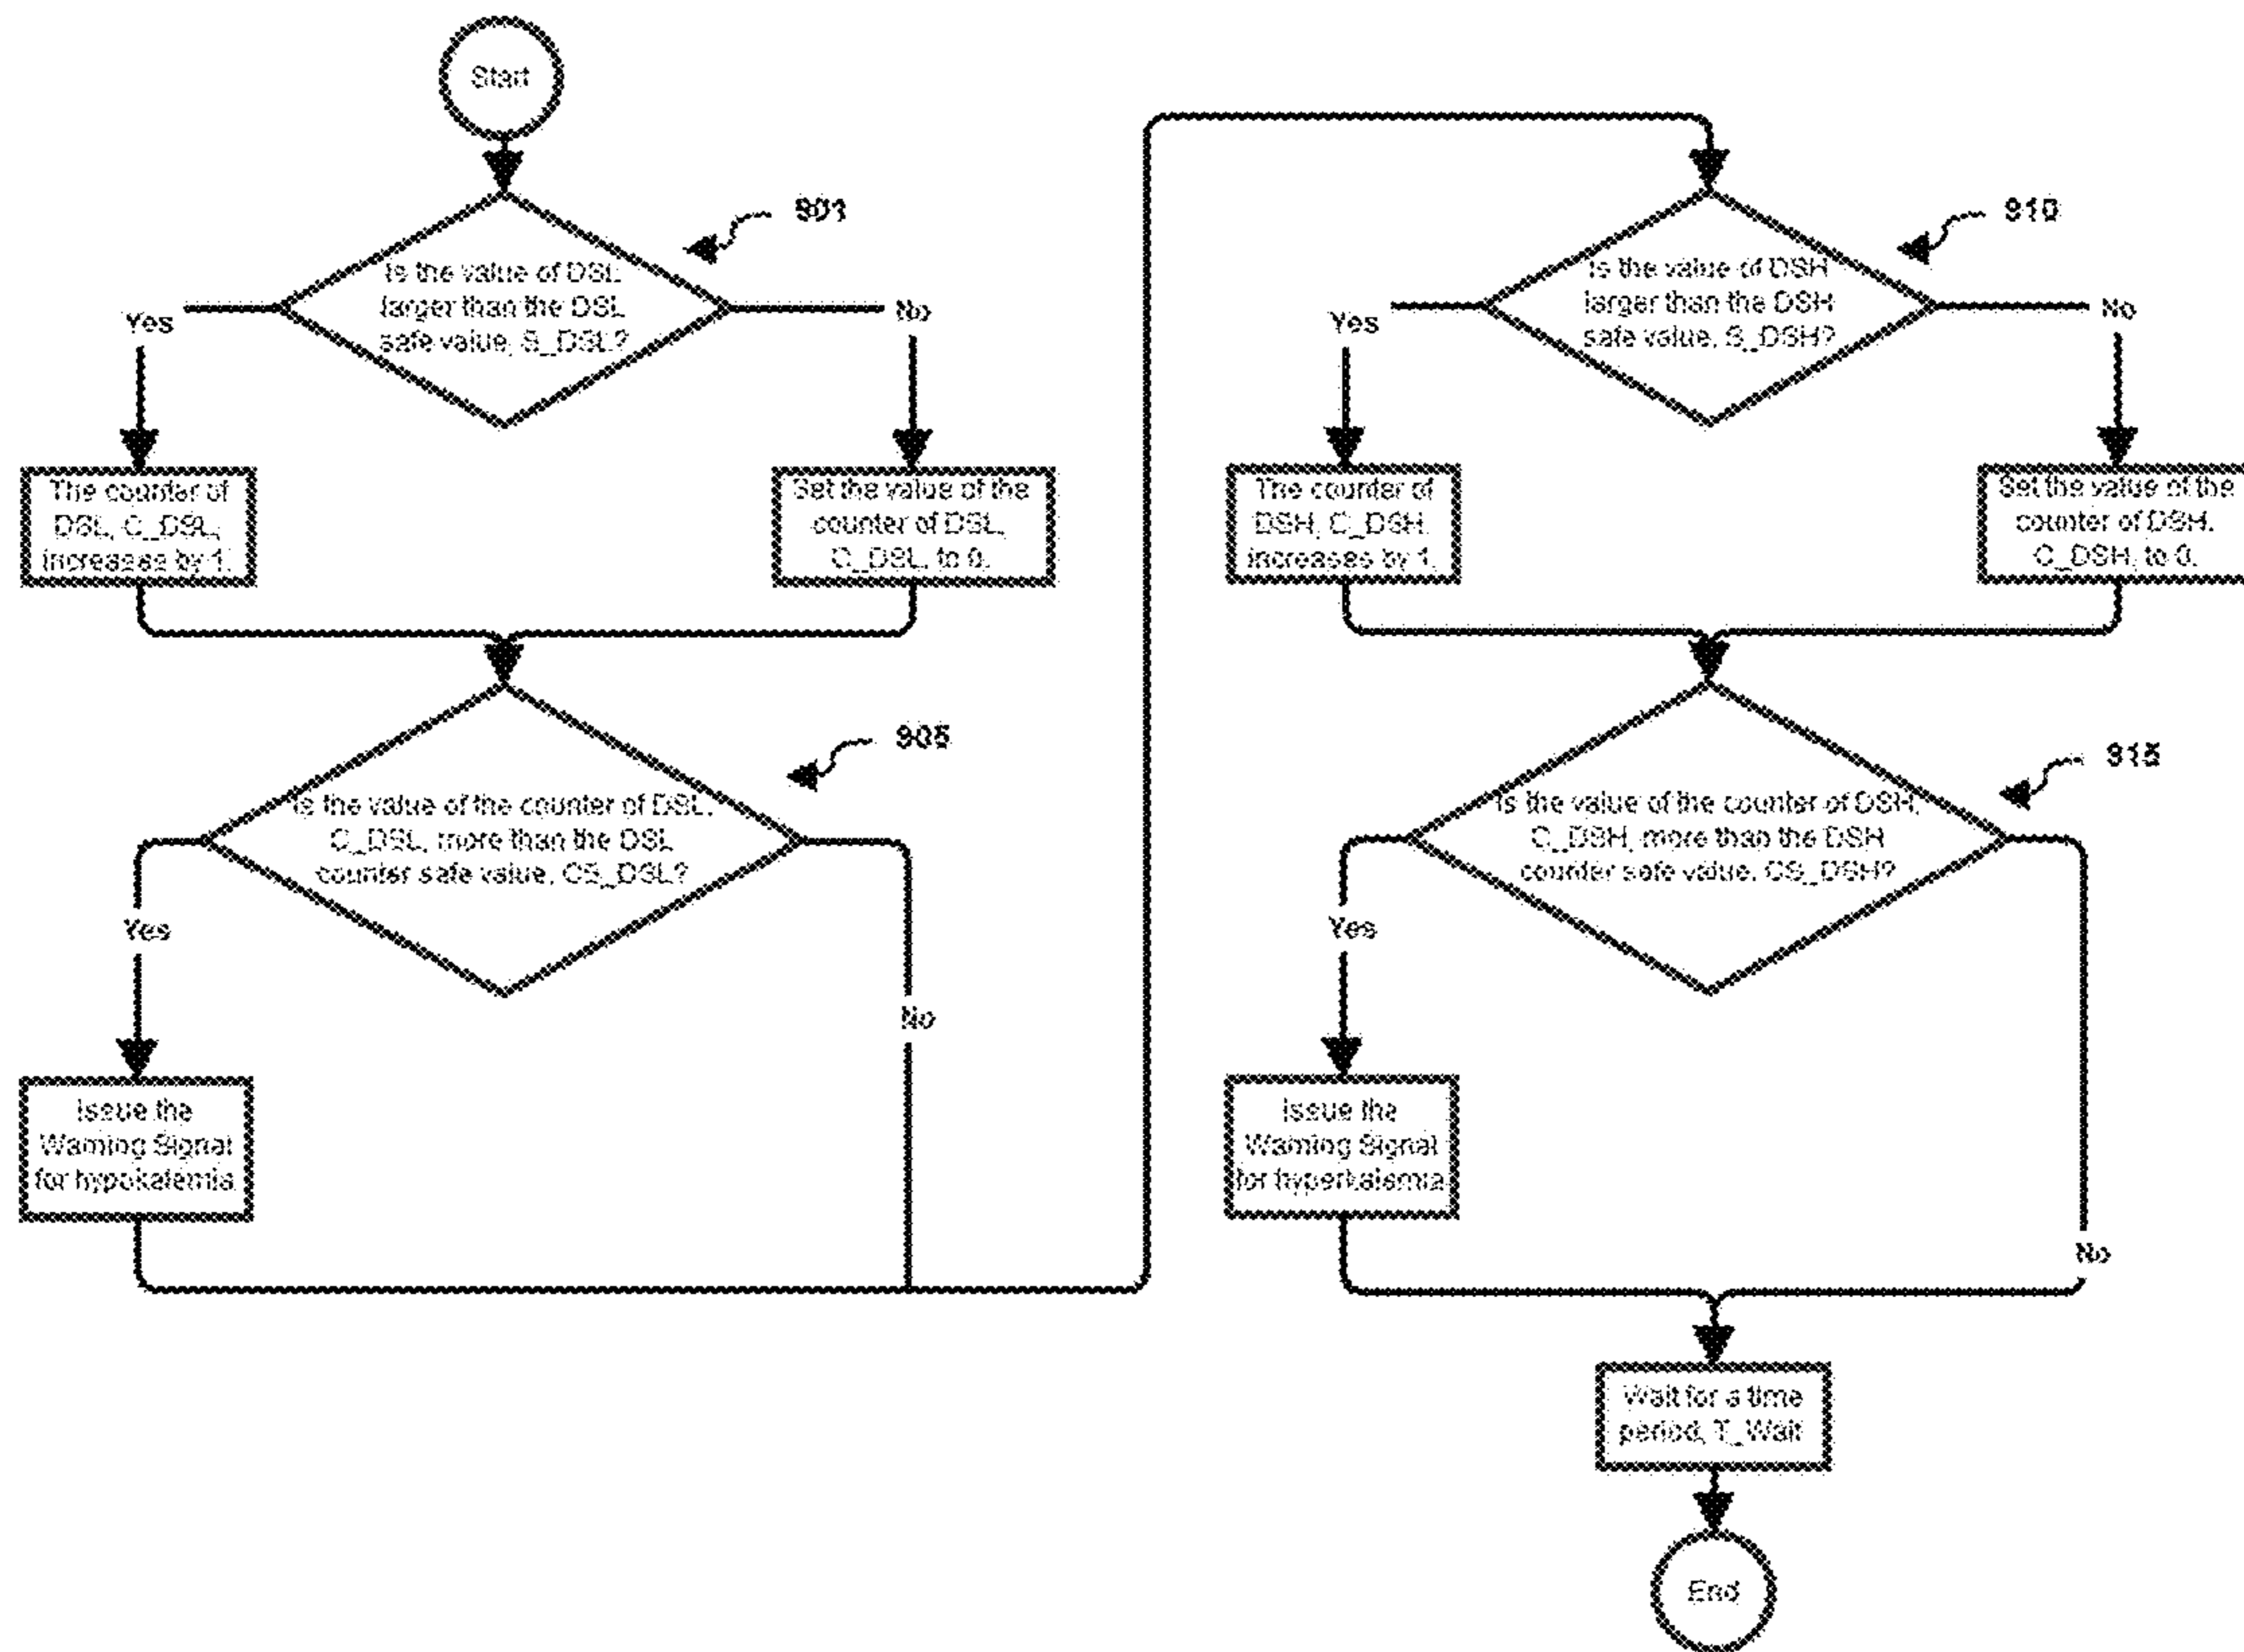 Start
901
Is the value of DSL
larger than the DSL
safe value, S_DSL?
Yes
No
The counter of
DSL, C_DSL,
increases by 1.
Set the value of the
counter of DSL,
C_DSL, to 0.
905
Is the value of the counter of DSL,
C_DSL, more than the DSL
counter safe value, CS_DSL?
Yes
No
Issue the
Warning Signal
for hypokalemia
910
Is the value of DSH
larger than the DSH
safe value, S_DSH?
Yes
No
The counter of
DSH, C_DSH,
increases by 1.
Set the value of the
counter of DSH,
C_DSH, to 0.
915
Is the value of the counter of DSH,
C_DSH, more than the DSH
counter safe value, CS_DSH?
Yes
No
Issue the
Warning Signal
for hyperkalemia
Wait for a time
period, T_Wait
End